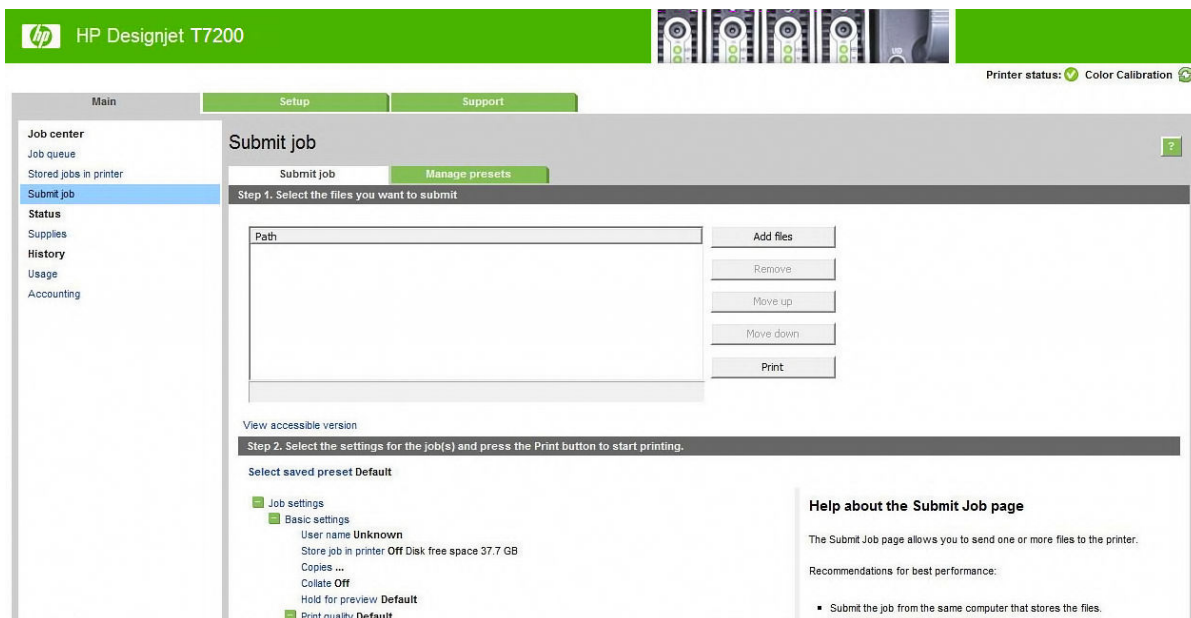 hp HP Designjet T7200
Printer status: Color Calibration
Main Setup Support
Job center
Job queue
Stored jobs in printer
Submit job
Status
Supplies
History
Usage
Accounting
Submit job
?
Submit job Manage presets
Step 1. Select the files you want to submit
Path
Add files
Remove
Move up
Move down
Print
View accessible version
Step 2. Select the settings for the job(s) and press the Print button to start printing.
Select saved preset Default
Job settings
Basic settings
User name Unknown
Store job in printer Off Disk free space 37.7 GB
Copies ...
Collate Off
Hold for preview Default
Print quality Default
Help about the Submit Job page
The Submit Job page allows you to send one or more files to the printer.
Recommendations for best performance:
Submit the job from the same computer that stores the files.